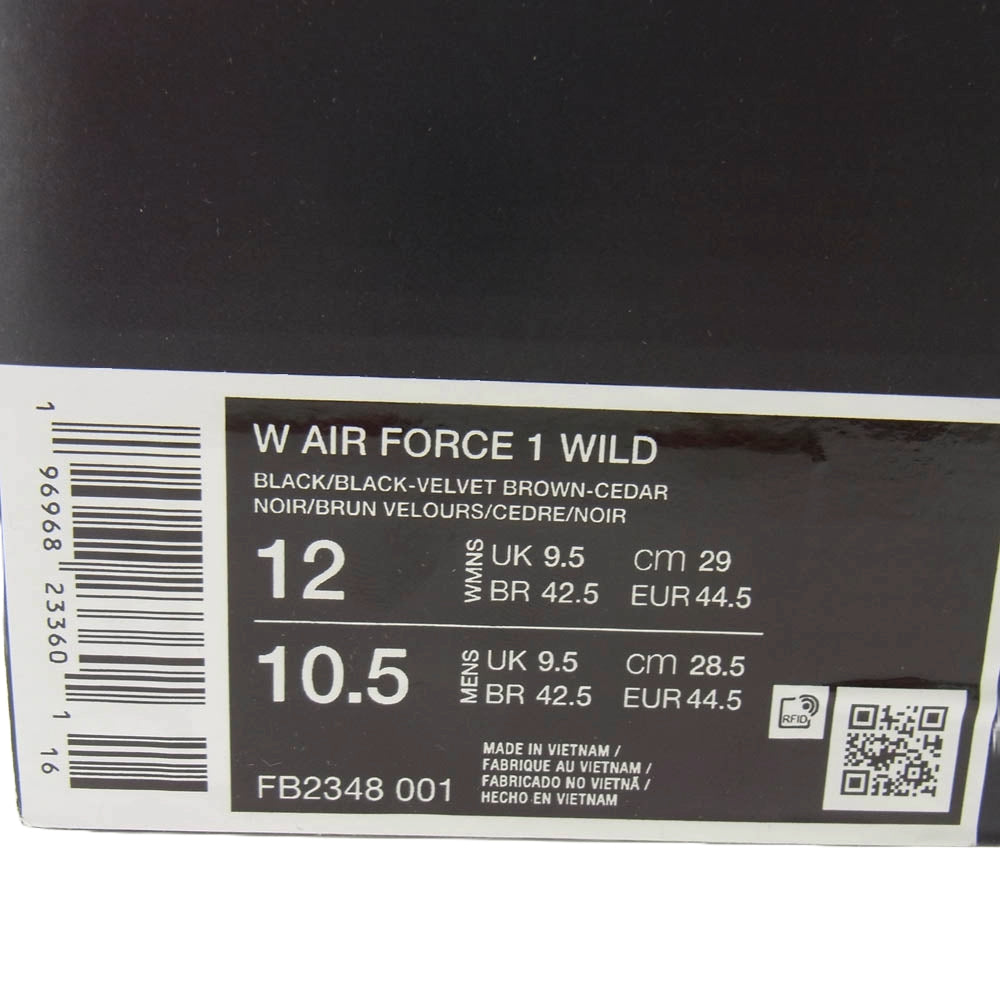 W AIR FORCE 1 WILD
BLACK/BLACK-VELVET BROWN-CEDAR
NOIR/BRUN VELOURS/CEDRE/NOIR
12 WMNS UK 9.5 cm 29
BR 42.5 EUR 44.5
10.5 MENS UK 9.5 cm 28.5
BR 42.5 EUR 44.5
RFID
FB2348 001
MADE IN VIETNAM /
FABRIQUE AU VIETNAM /
FABRICADO NO VIETNÃ /
HECHO EN VIETNAM
1 96968 23360 1 16